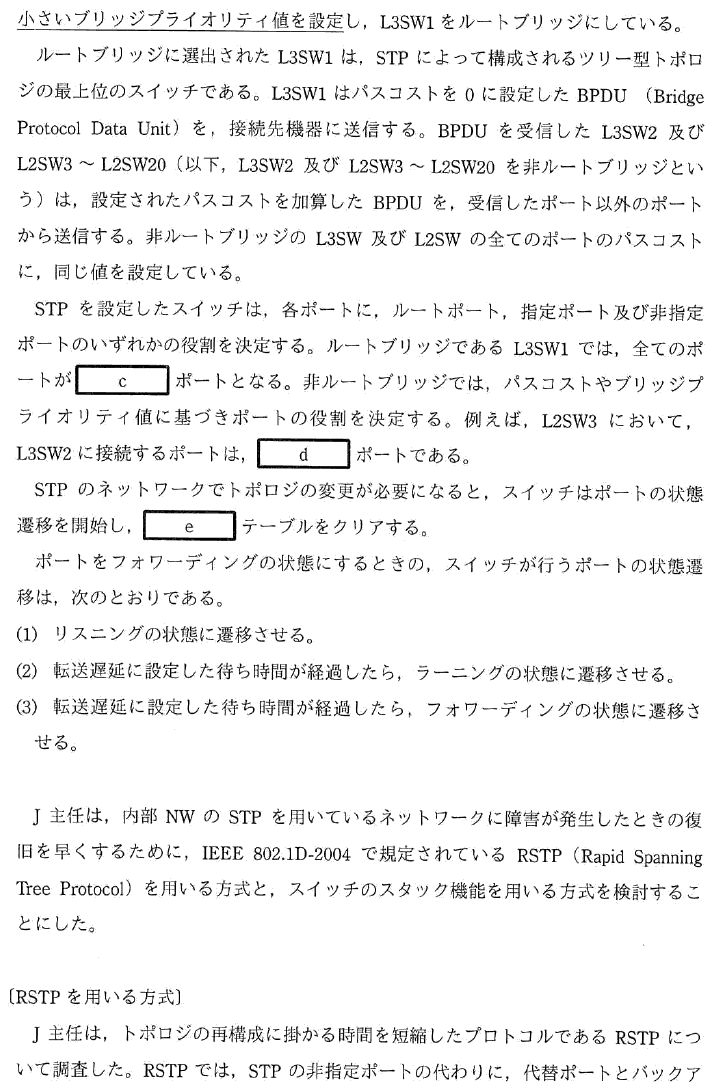 小さいブリッジプライオリティ値を設定し，L3SW1をルートブリッジにしている。
ルートブリッジに選出された L3SW1 は，STP によって構成されるツリー型トポロ
ジの最上位のスイッチである。L3SW1 はパスコストを 0 に設定した BPDU （Bridge
Protocol Data Unit）を，接続先機器に送信する。BPDU を受信した L3SW2 及び
L2SW3 ～ L2SW20（以下，L3SW2 及び L2SW3 ～ L2SW20 を非ルートブリッジとい
う）は，設定されたパスコストを加算した BPDU を，受信したポート以外のポート
から送信する。非ルートブリッジの L3SW 及び L2SW の全てのポートのパスコスト
に，同じ値を設定している。
STP を設定したスイッチは，各ポートに，ルートポート，指定ポート及び非指定
ポートのいずれかの役割を決定する。ルートブリッジである L3SW1 では，全てのポ
ートが c ポートとなる。非ルートブリッジでは，パスコストやブリッジプ
ライオリティ値に基づきポートの役割を決定する。例えば，L2SW3 において，
L3SW2 に接続するポートは， d ポートである。
STP のネットワークでトポロジの変更が必要になると，スイッチはポートの状態
遷移を開始し， e テーブルをクリアする。
ポートをフォワーディングの状態にするときの，スイッチが行うポートの状態遷
移は，次のとおりである。
(1) リスニングの状態に遷移させる。
(2) 転送遅延に設定した待ち時間が経過したら，ラーニングの状態に遷移させる。
(3) 転送遅延に設定した待ち時間が経過したら，フォワーディングの状態に遷移さ
せる。
J 主任は，内部 NW の STP を用いているネットワークに障害が発生したときの復
旧を早くするために，IEEE 802.1D-2004 で規定されている RSTP（Rapid Spanning
Tree Protocol）を用いる方式と，スイッチのスタック機能を用いる方式を検討するこ
とにした。
〔RSTP を用いる方式〕
J 主任は，トポロジの再構成に掛かる時間を短縮したプロトコルである RSTP につ
いて調査した。RSTP では，STP の非指定ポートの代わりに，代替ポートとバックア